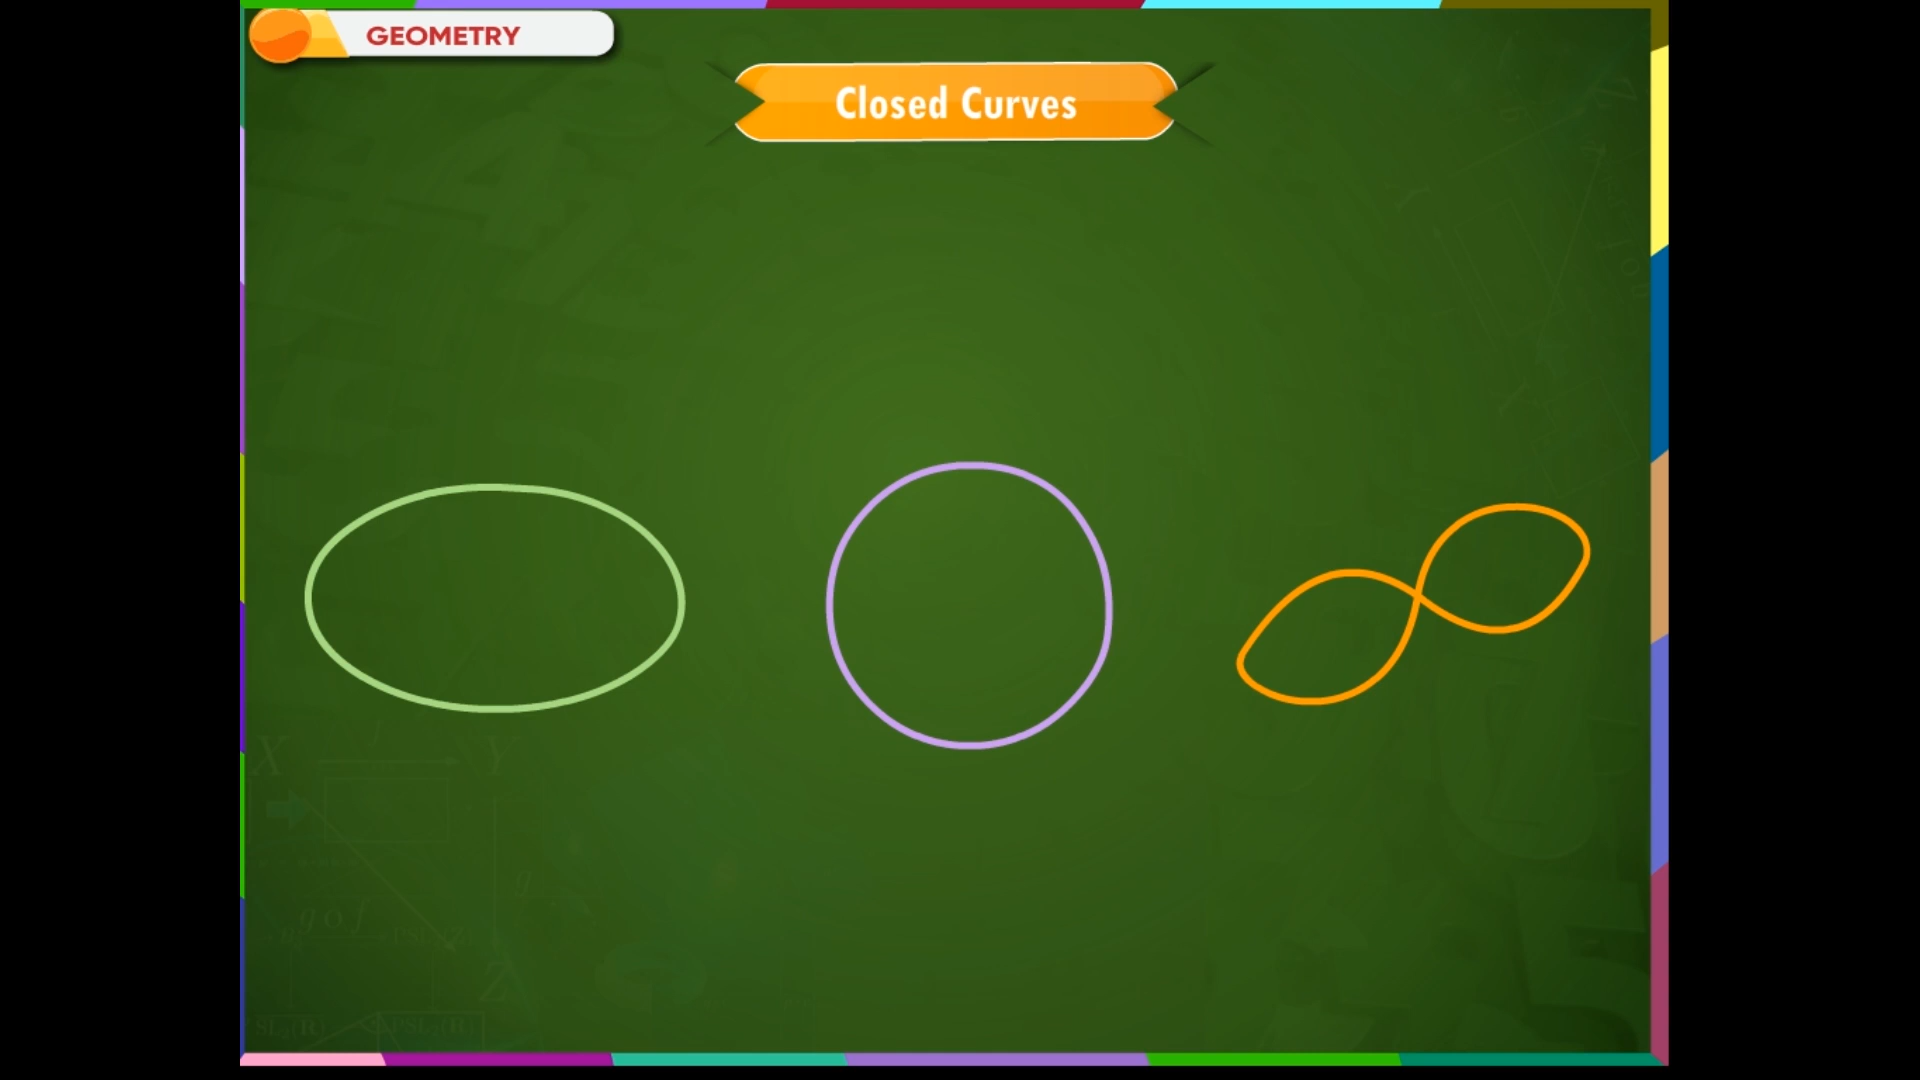 GEOMETRY
Closed Curves
X
Y
g o f
Z